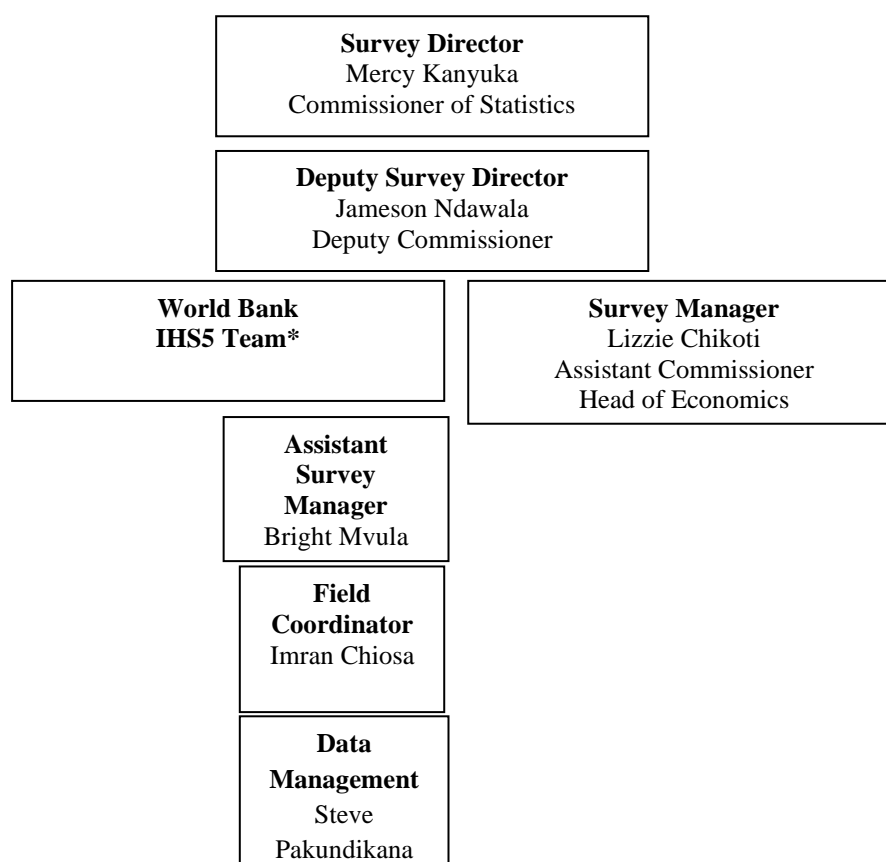 Survey Director
Mercy Kanyuka
Commissioner of Statistics
Deputy Survey Director
Jameson Ndawala
Deputy Commissioner
World Bank
IHS5 Team*
Survey Manager
Lizzie Chikoti
Assistant Commissioner
Head of Economics
Assistant
Survey
Manager
Bright Mvula
Field
Coordinator
Imran Chiosa
Data
Management
Steve
Pakundikana